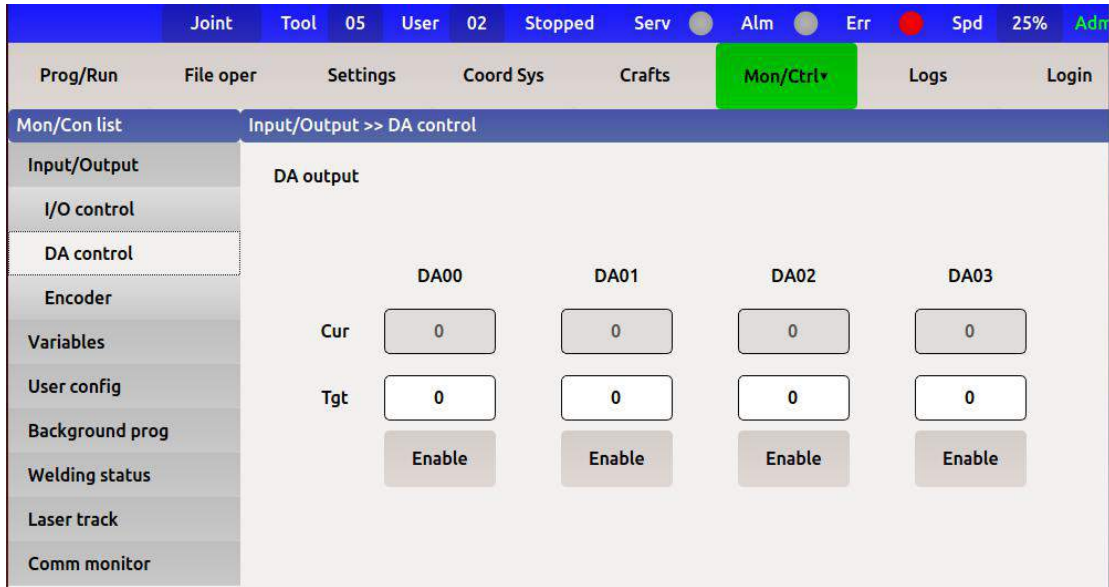 Joint Tool 05 User 02 Stopped Serv Alm Err Spd 25% Adm
Prog/Run File oper Settings Coord Sys Crafts Mon/Ctrl▾ Logs Login
Mon/Con list
Input/Output >> DA control
Input/Output
I/O control
DA control
Encoder
Variables
User config
Background prog
Welding status
Laser track
Comm monitor
DA output
DA00 DA01 DA02 DA03
Cur 0 0 0 0
Tgt 0 0 0 0
Enable Enable Enable Enable